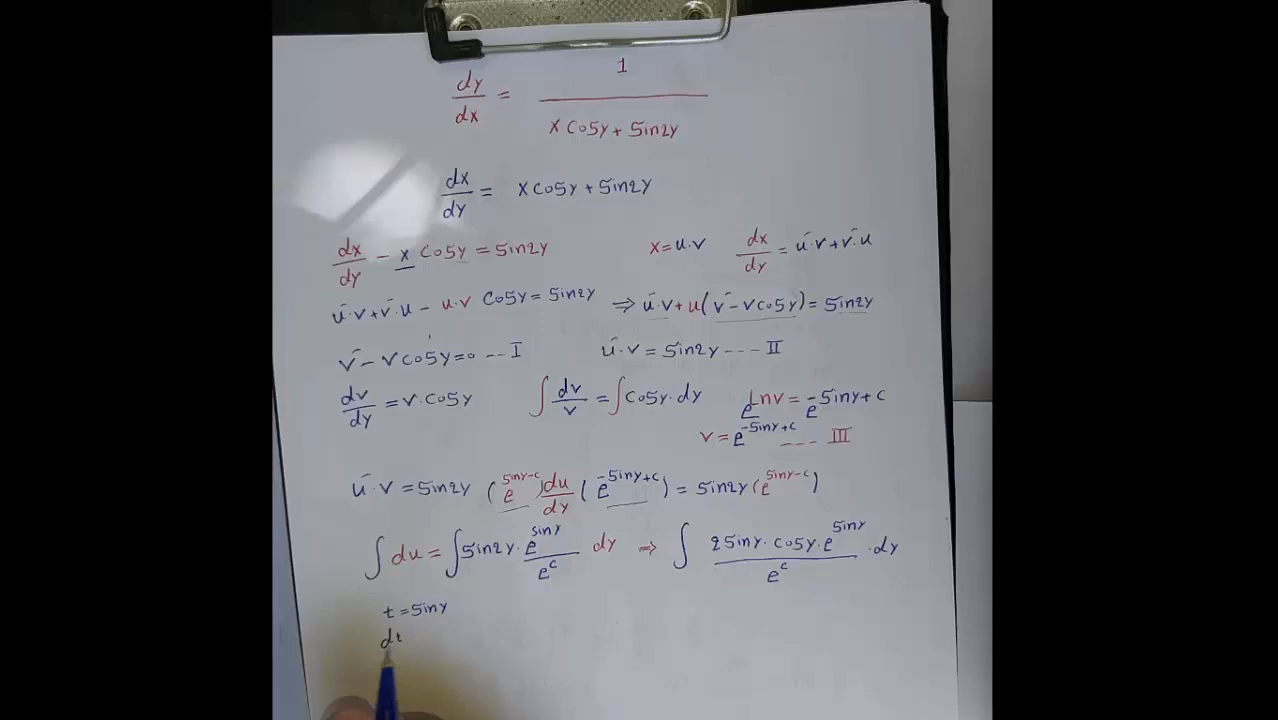 dy/dx = 1/(x cosy + sin2y)
dx/dy = x cosy + sin2y
dx/dy - x cosy = sin2y x = u·v dx/dy = u̅·v + v̅·u
u̅·v + v̅·u - u·v cosy = sin2y ⇒ u̅·v + u(v̅ - v cosy) = sin2y
v̅ - v cosy = 0 -- I u̅·v = sin2y --- II
dv/dy = v·cosy ∫ dv/v = ∫ cosy·dy e^Lnv = e^-siny+c
v = e^-siny+c --- III
u̅·v = sin2y (e^siny-c) du/dy (e^-siny+c) = sin2y (e^siny-c)
∫ du = ∫ sin2y · e^siny/e^c dy ⇒ ∫ 2siny·cosy·e^siny/e^c · dy
t = siny
dt